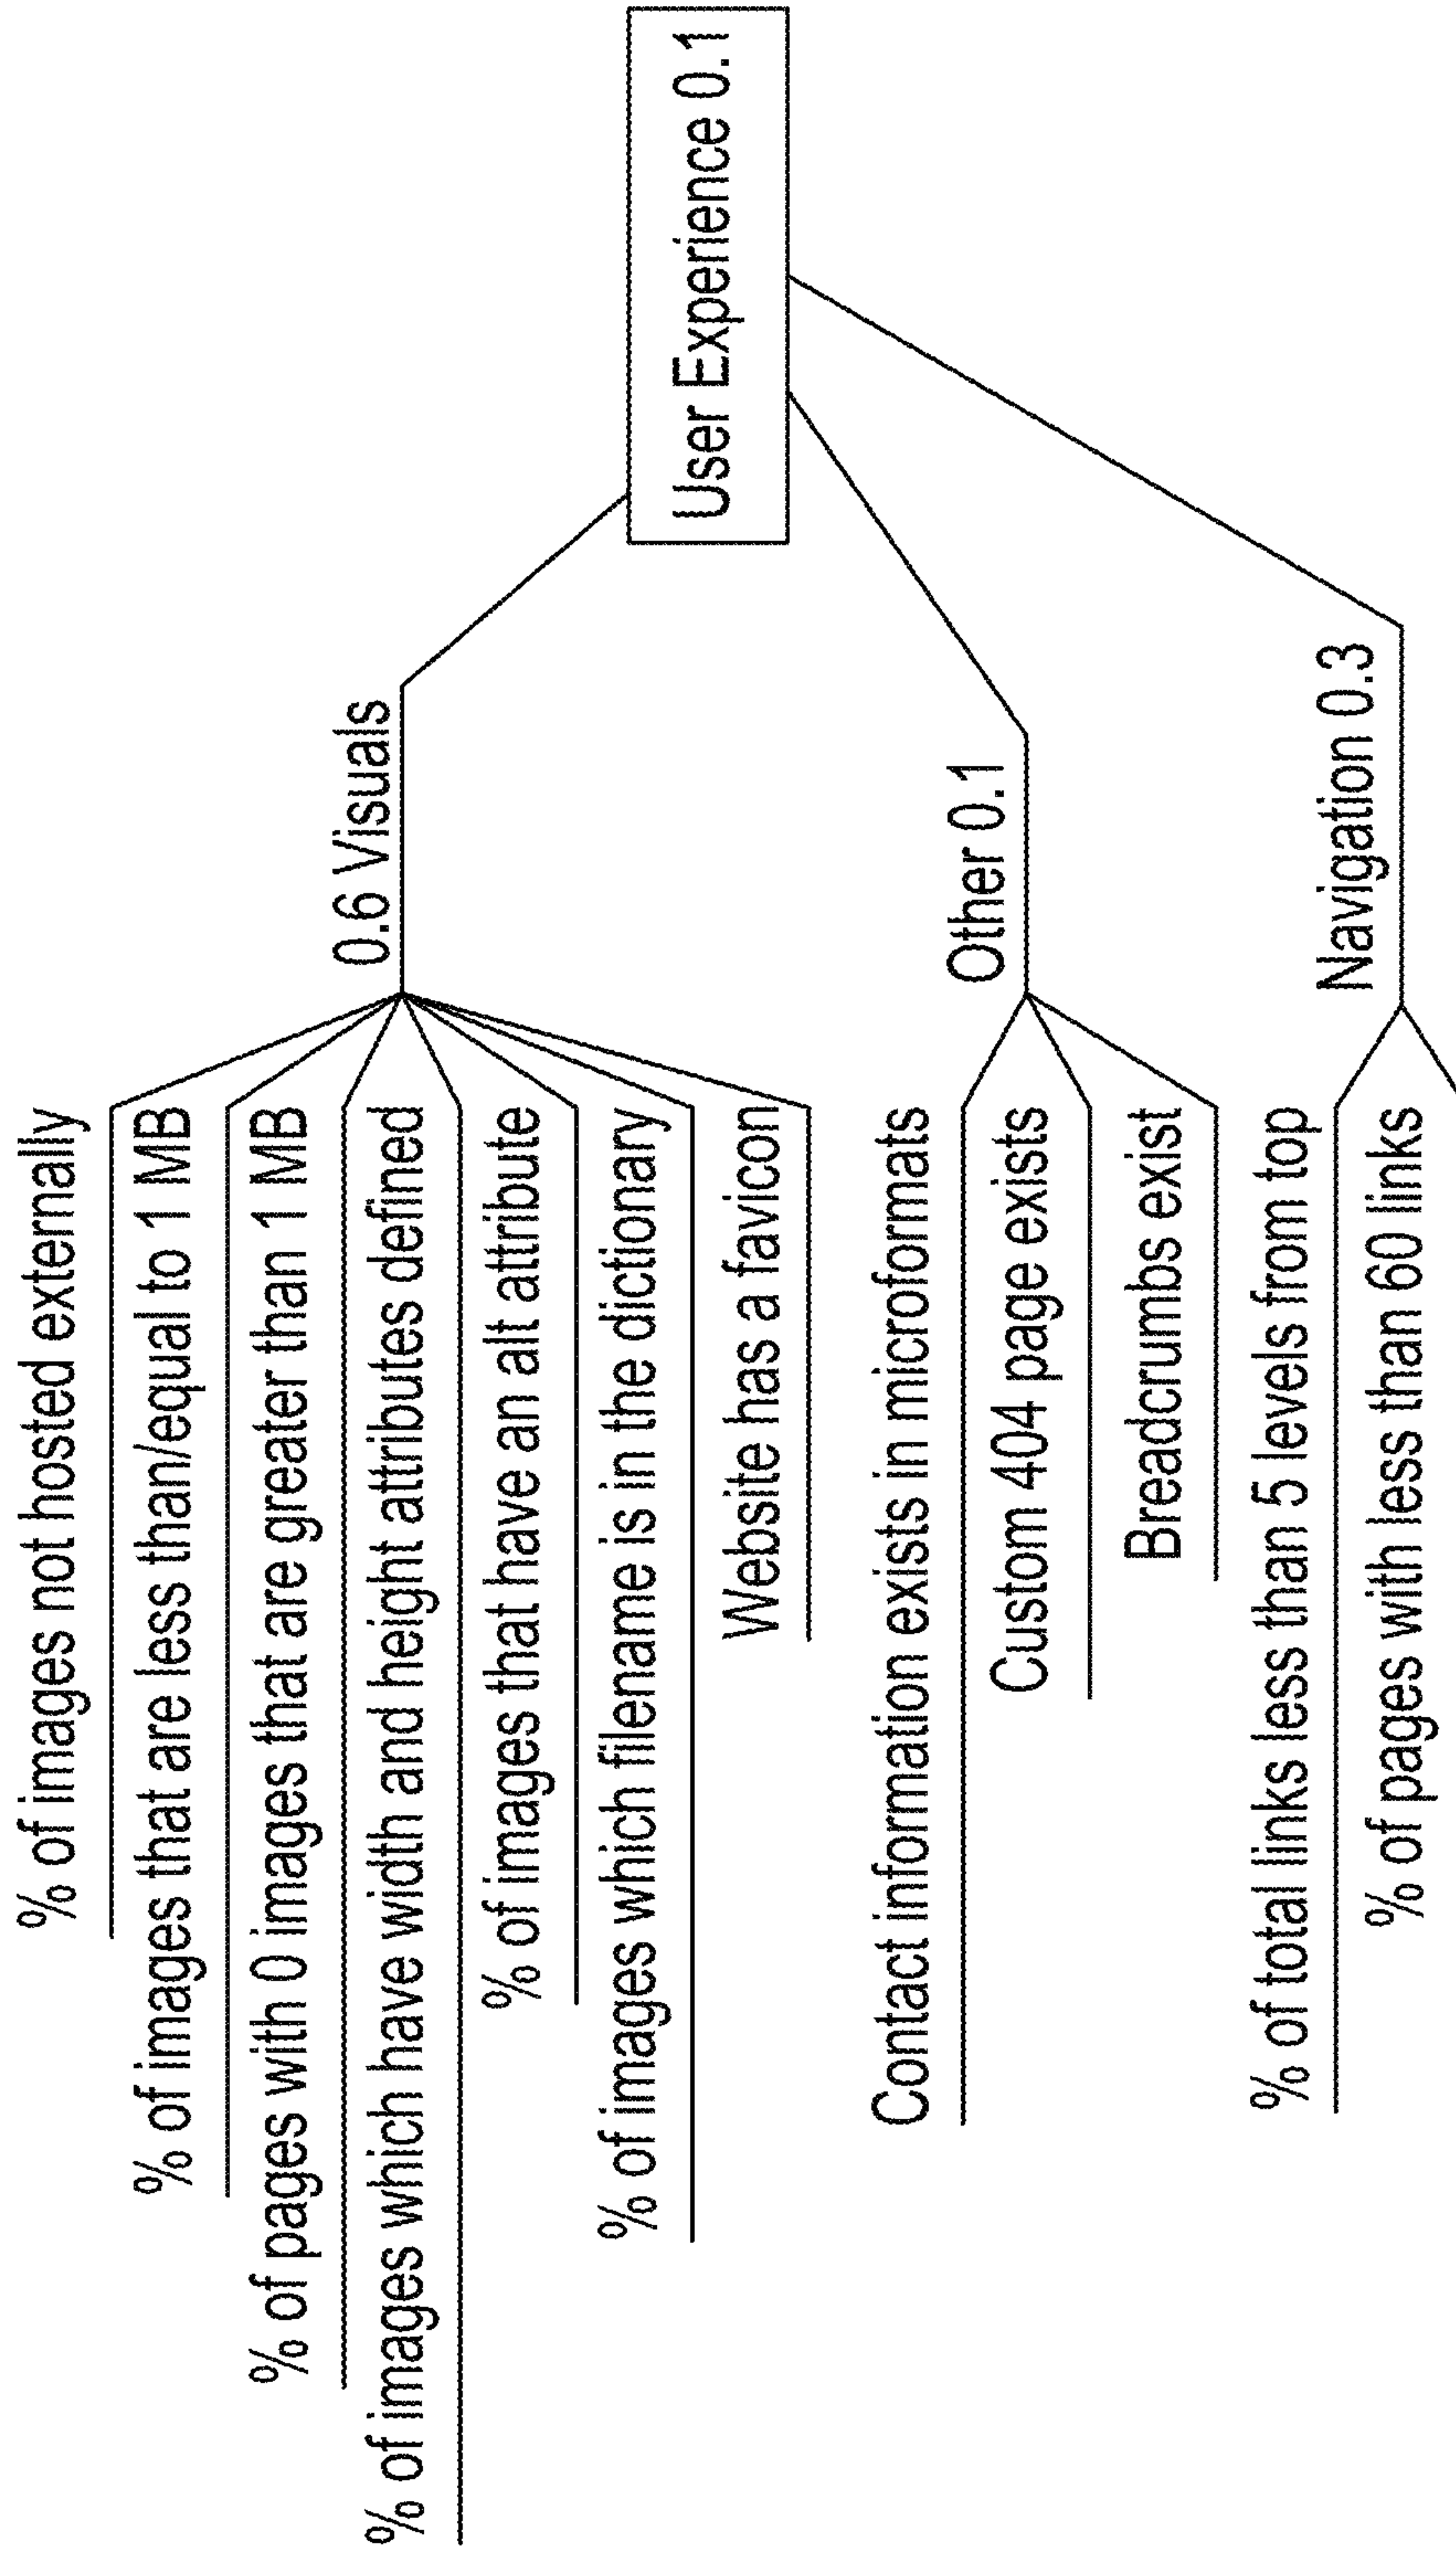 % of images not hosted externally
% of images that are less than/equal to 1 MB
% of pages with 0 images that are greater than 1 MB
% of images which have width and height attributes defined
% of images that have an alt attribute
% of images which filename is in the dictionary
Website has a favicon
0.6 Visuals
User Experience 0.1
Contact information exists in microformats
Custom 404 page exists
Breadcrumbs exist
Other 0.1
% of total links less than 5 levels from top
% of pages with less than 60 links
Navigation 0.3